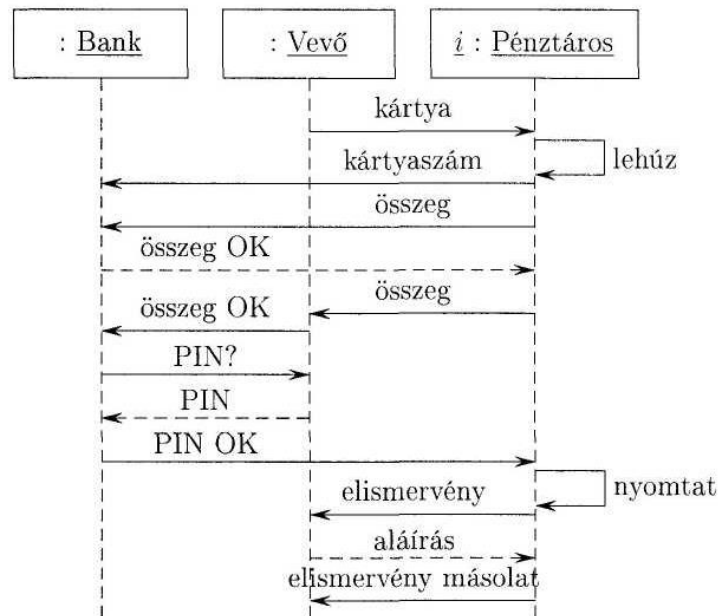 : Bank
: Vevő
i : Pénztáros
kártya
lehúz
kártyaszám
összeg
összeg OK
összeg
összeg OK
PIN?
PIN
PIN OK
nyomtat
elismervény
aláírás
elismervény másolat